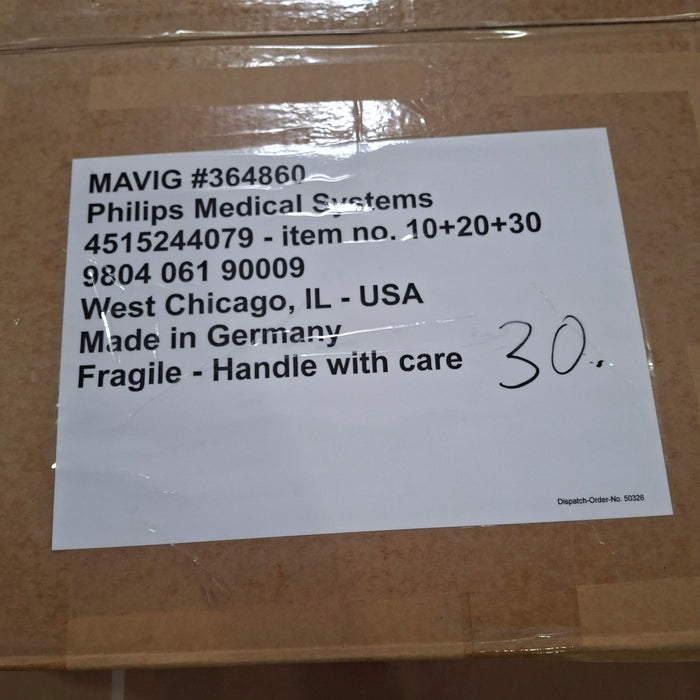 MAVIG #364860
Philips Medical Systems
4515244079 - item no. 10+20+30
9804 061 90009
West Chicago, IL - USA
Made in Germany
Fragile - Handle with care
30.
Dispatch-Order-No. 50326